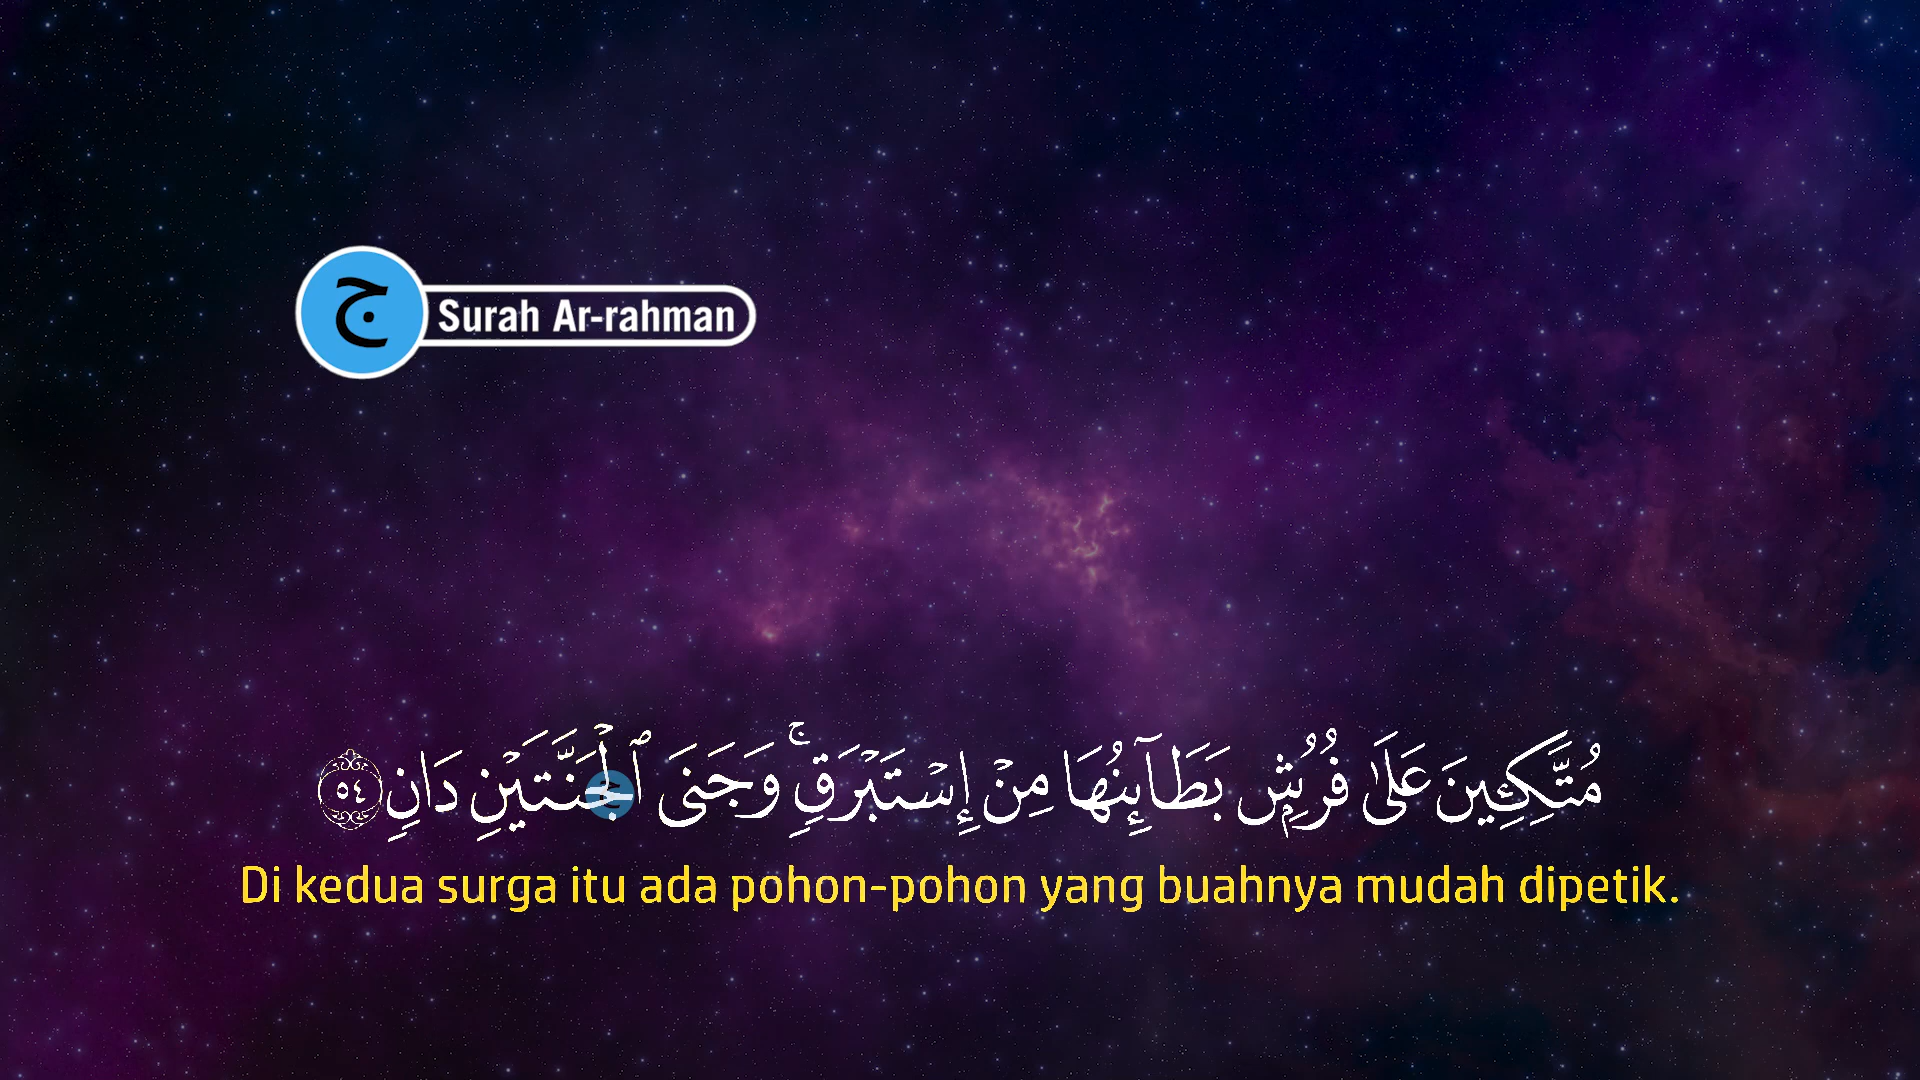 ج
Surah Ar-rahman
مُتَّكِـِٔينَ عَلَىٰ فُرُشٍۭ بَطَآئِنُهَا مِنْ إِسْتَبْرَقٍ ۚ وَجَنَى ٱلْجَنَّتَيْنِ دَانٍ ٥٤
Di kedua surga itu ada pohon-pohon yang buahnya mudah dipetik.